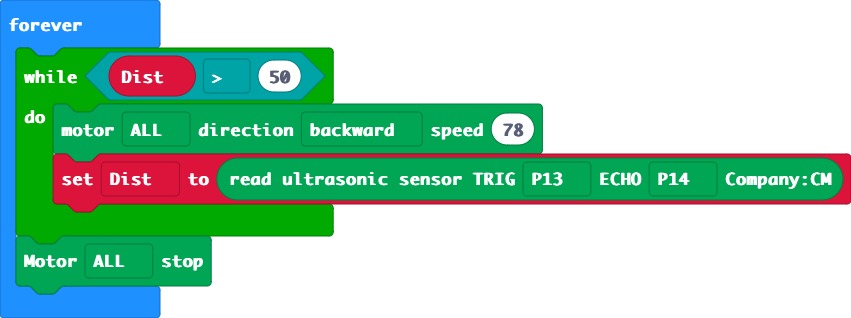 forever
while Dist > 50
do
motor ALL direction backward speed 78
set Dist to read ultrasonic sensor TRIG P13 ECHO P14 Company:CM
Motor ALL stop